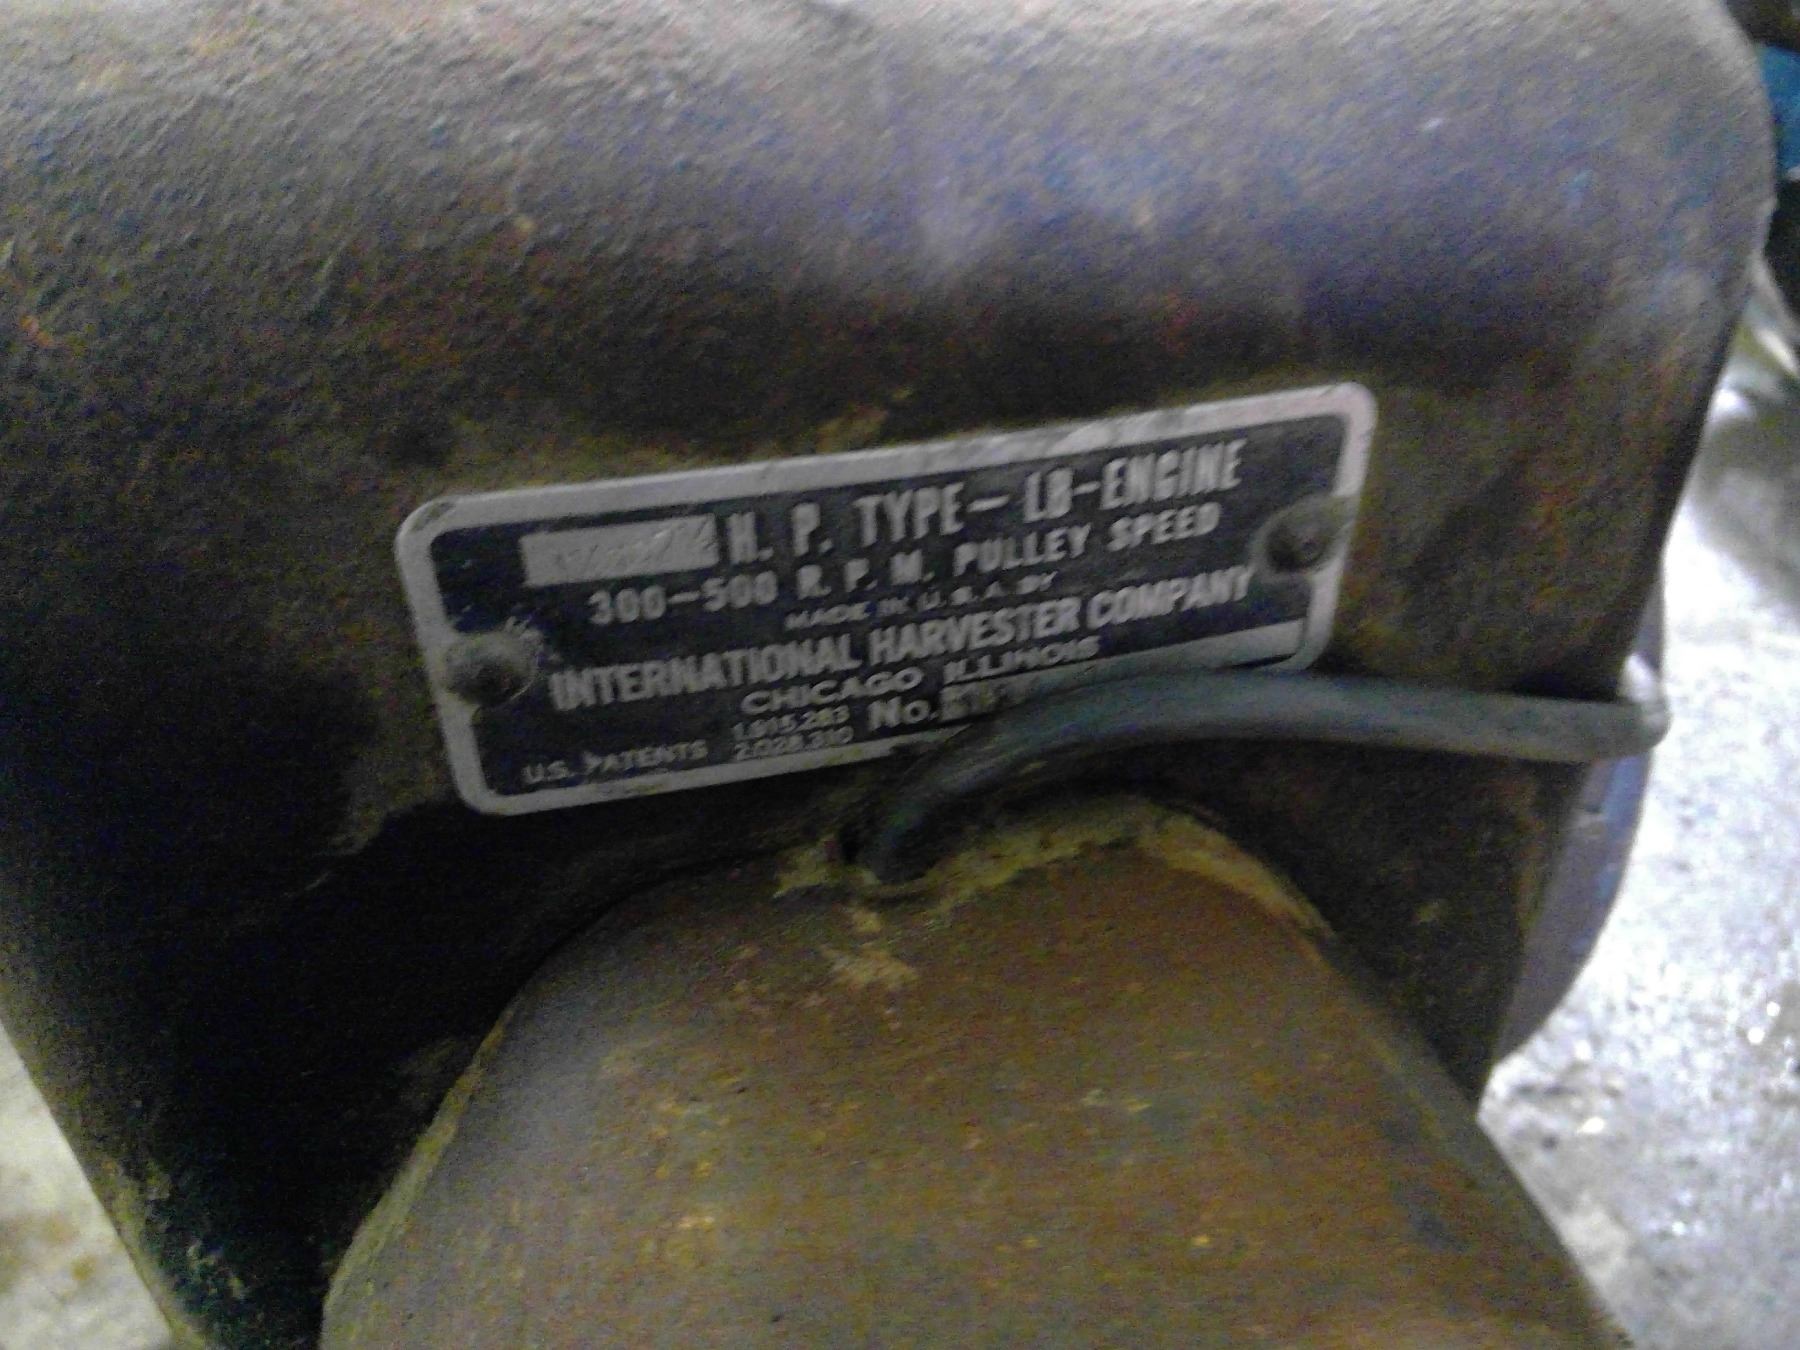 H. P. TYPE — LB-ENGINE
300-500 R. P. M. PULLEY SPEED
MADE IN U.S.A. BY
INTERNATIONAL HARVESTER COMPANY
CHICAGO ILLINOIS
U.S. PATENTS 1,015,283 No.
2,028,310